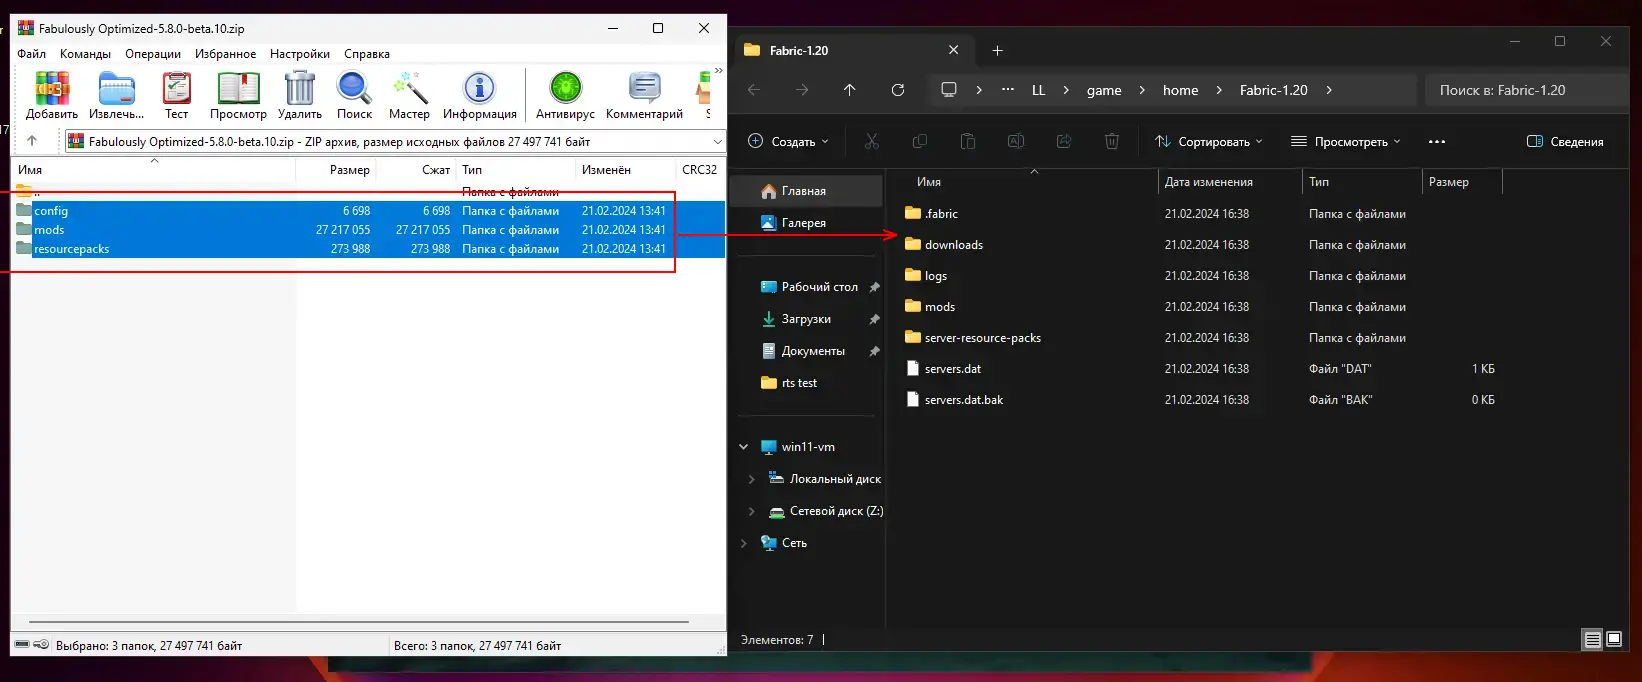 Fabulously Optimized-5.8.0-beta.10.zip
Файл Команды Операции Избранное Настройки Справка
Добавить Извлечь... Тест Просмотр Удалить Поиск Мастер Информация Антивирус Комментарий S
Fabulously Optimized-5.8.0-beta.10.zip - ZIP архив, размер исходных файлов 27 497 741 байт
Имя Размер Сжат Тип Изменён CRC32
.. Папка с файлами
config 6 698 6 698 Папка с файлами 21.02.2024 13:41
mods 27 217 055 27 217 055 Папка с файлами 21.02.2024 13:41
resourcepacks 273 988 273 988 Папка с файлами 21.02.2024 13:41
Выбрано: 3 папок, 27 497 741 байт Всего: 3 папок, 27 497 741 байт
Fabric-1.20
... LL > game > home > Fabric-1.20 >
Поиск в: Fabric-1.20
Создать Сортировать Просмотреть ... Сведения
Главная
Галерея
Рабочий стол
Загрузки
Документы
rts test
win11-vm
Локальный диск
Сетевой диск (Z:)
Сеть
Имя Дата изменения Тип Размер
.fabric 21.02.2024 16:38 Папка с файлами
downloads 21.02.2024 16:38 Папка с файлами
logs 21.02.2024 16:38 Папка с файлами
mods 21.02.2024 16:38 Папка с файлами
server-resource-packs 21.02.2024 16:38 Папка с файлами
servers.dat 21.02.2024 16:38 Файл "DAT" 1 КБ
servers.dat.bak 21.02.2024 16:38 Файл "BAK" 0 КБ
Элементов: 7